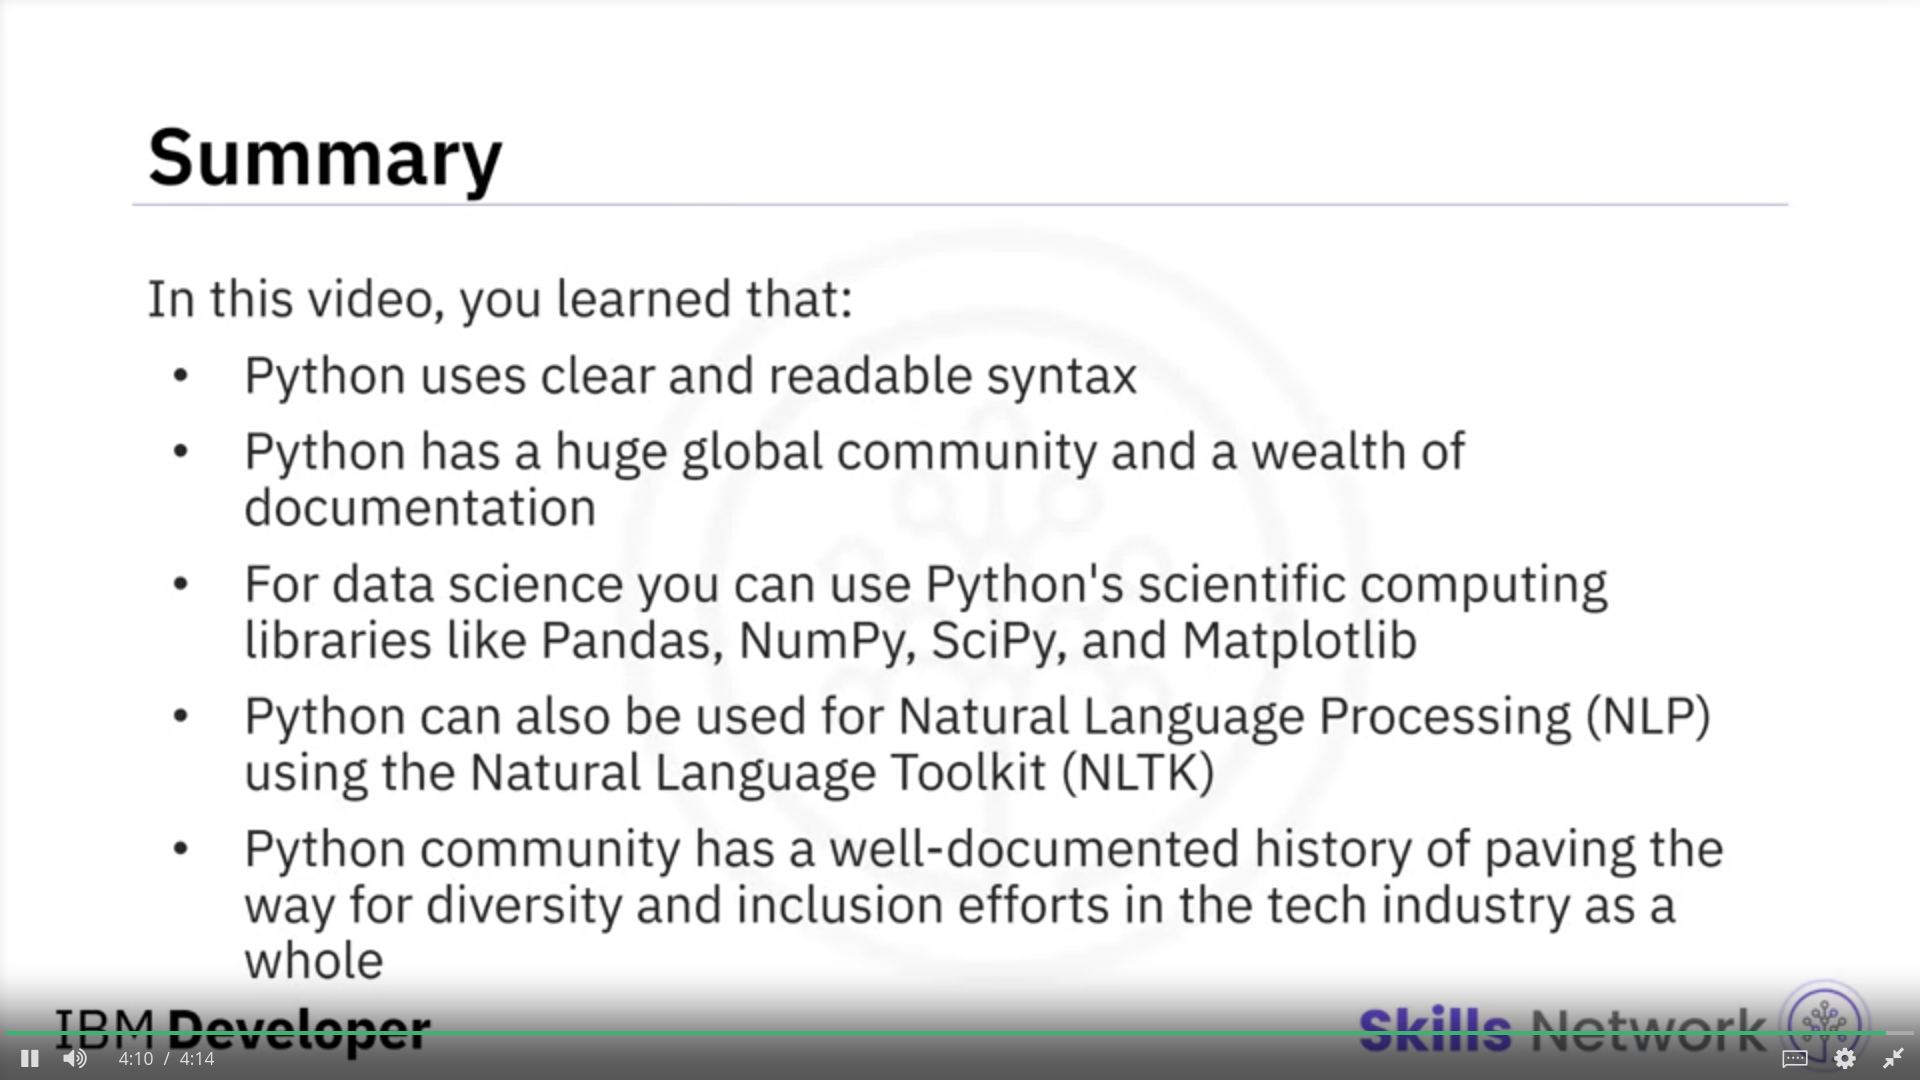 Summary
In this video, you learned that:
• Python uses clear and readable syntax
• Python has a huge global community and a wealth of
documentation
• For data science you can use Python's scientific computing
libraries like Pandas, NumPy, SciPy, and Matplotlib
• Python can also be used for Natural Language Processing (NLP)
using the Natural Language Toolkit (NLTK)
• Python community has a well-documented history of paving the
way for diversity and inclusion efforts in the tech industry as a
whole
IBM Developer
Skills Network
4:10 / 4:14